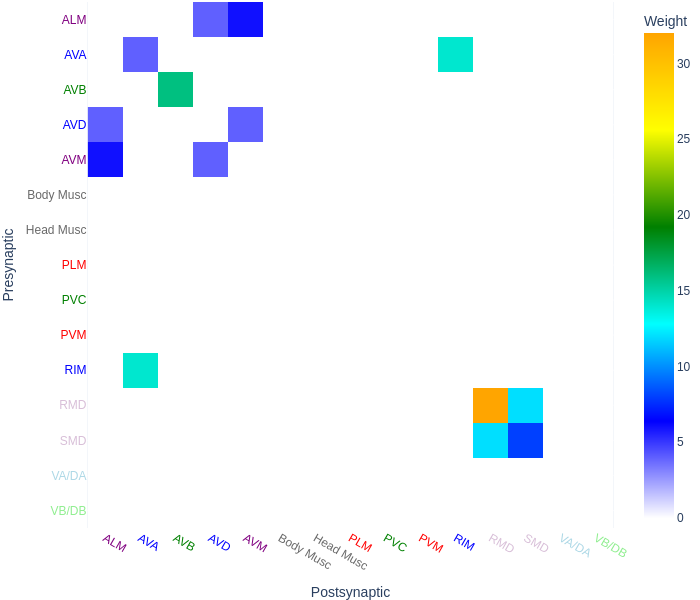 Weight
ALM
AVA
AVB
AVD
AVM
Body Musc
Head Musc
PLM
PVC
PVM
RIM
RMD
SMD
VA/DA
VB/DB
Presynaptic
ALM
AVA
AVB
AVD
AVM
Body Musc
Head Musc
PLM
PVC
PVM
RIM
RMD
SMD
VA/DA
VB/DB
Postsynaptic
30
25
20
15
10
5
0